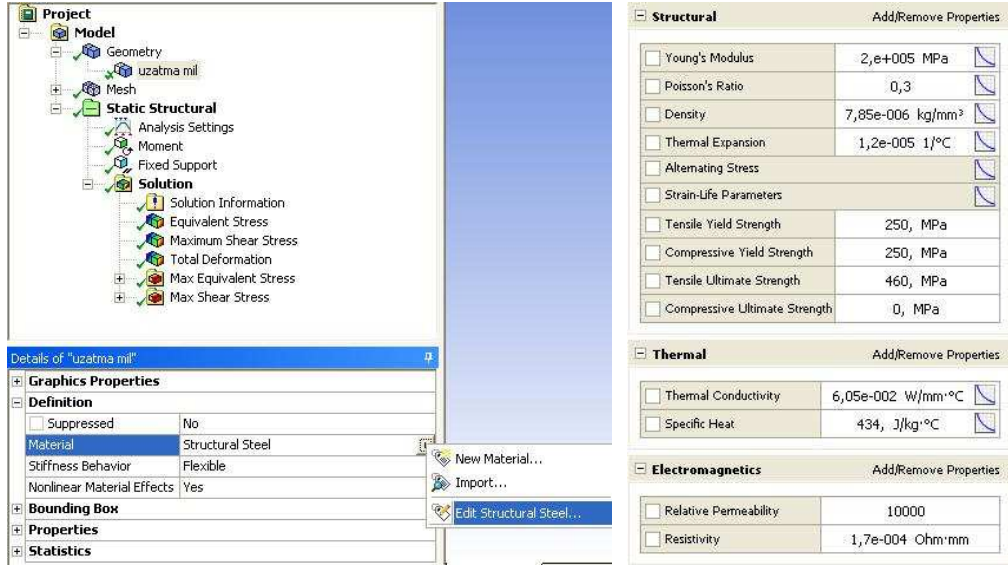 Project
Model
Geometry
uzatma mil
Mesh
Static Structural
Analysis Settings
Moment
Fixed Support
Solution
Solution Information
Equivalent Stress
Maximum Shear Stress
Total Deformation
Max Equivalent Stress
Max Shear Stress
Details of "uzatma mil"
Graphics Properties
Definition
Suppressed No
Material Structural Steel
Stiffness Behavior Flexible
Nonlinear Material Effects Yes
Bounding Box
Properties
Statistics
New Material...
Import...
Edit Structural Steel...
Structural Add/Remove Properties
Young's Modulus 2,e+005 MPa
Poisson's Ratio 0,3
Density 7,85e-006 kg/mm³
Thermal Expansion 1,2e-005 1/°C
Alternating Stress
Strain-Life Parameters
Tensile Yield Strength 250, MPa
Compressive Yield Strength 250, MPa
Tensile Ultimate Strength 460, MPa
Compressive Ultimate Strength 0, MPa
Thermal Add/Remove Properties
Thermal Conductivity 6,05e-002 W/mm·°C
Specific Heat 434, J/kg·°C
Electromagnetics Add/Remove Properties
Relative Permeability 10000
Resistivity 1,7e-004 Ohm·mm